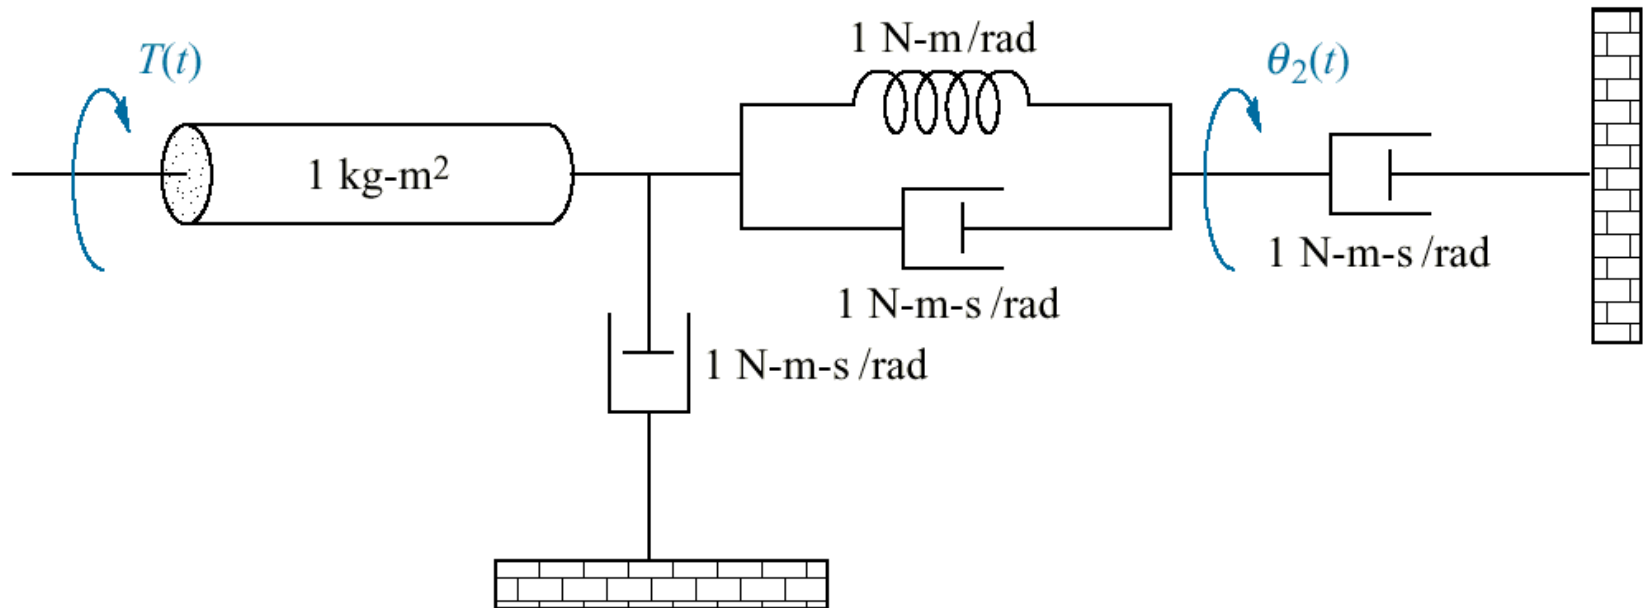 T(t)
1 kg-m²
1 N-m/rad
1 N-m-s/rad
1 N-m-s/rad
θ₂(t)
1 N-m-s/rad